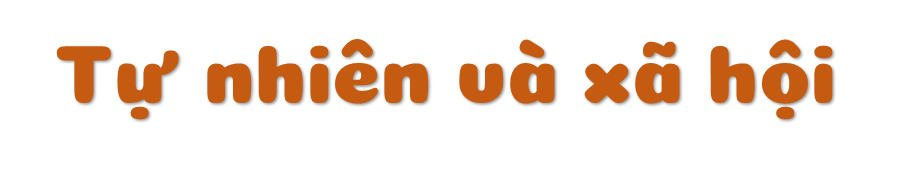 Tự nhiên và xã hội